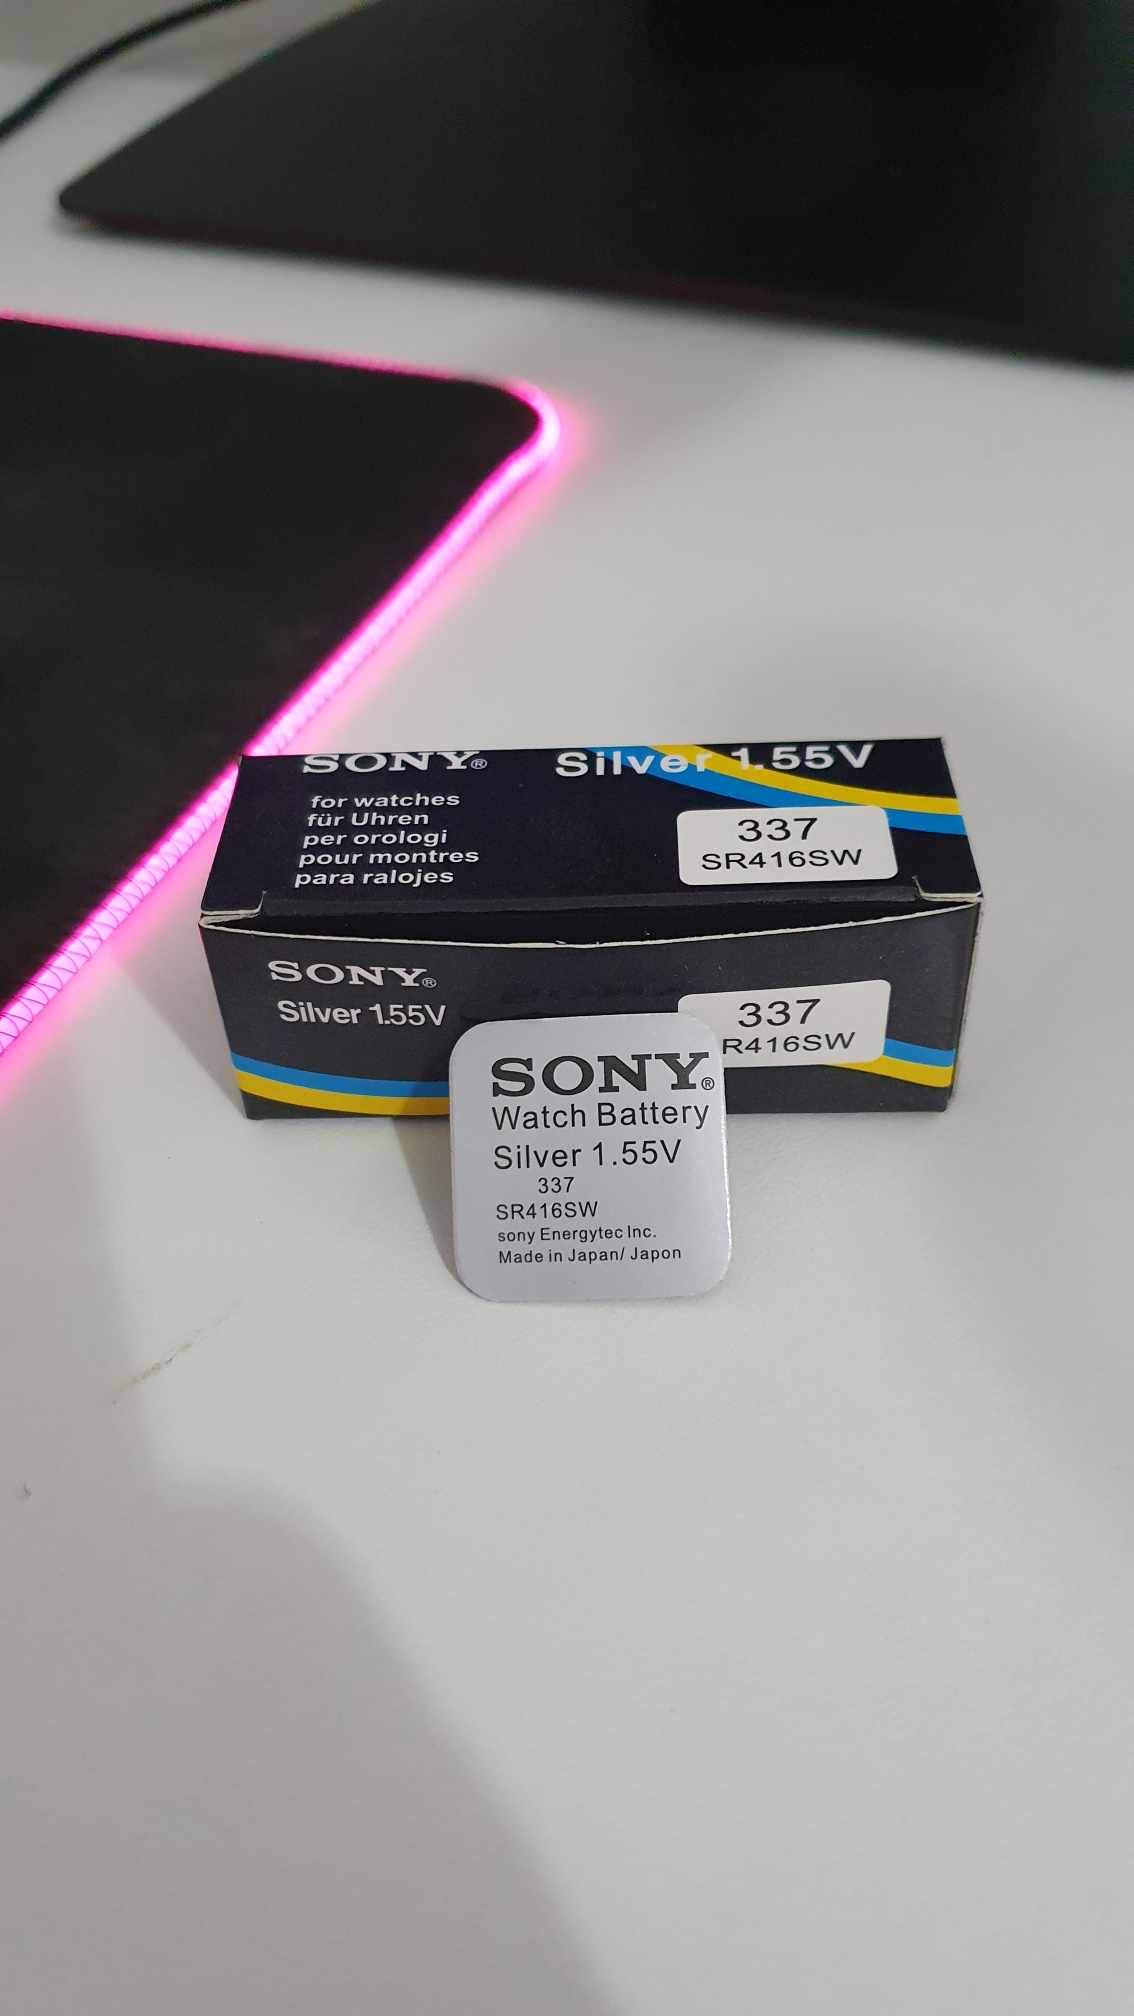 SONY®
Silver 1.55V
for watches
für Uhren
per orologi
pour montres
para ralojes
337
SR416SW
SONY®
Silver 1.55V
337
R416SW
SONY®
Watch Battery
Silver 1.55V
337
SR416SW
sony Energytec Inc.
Made in Japan/ Japon